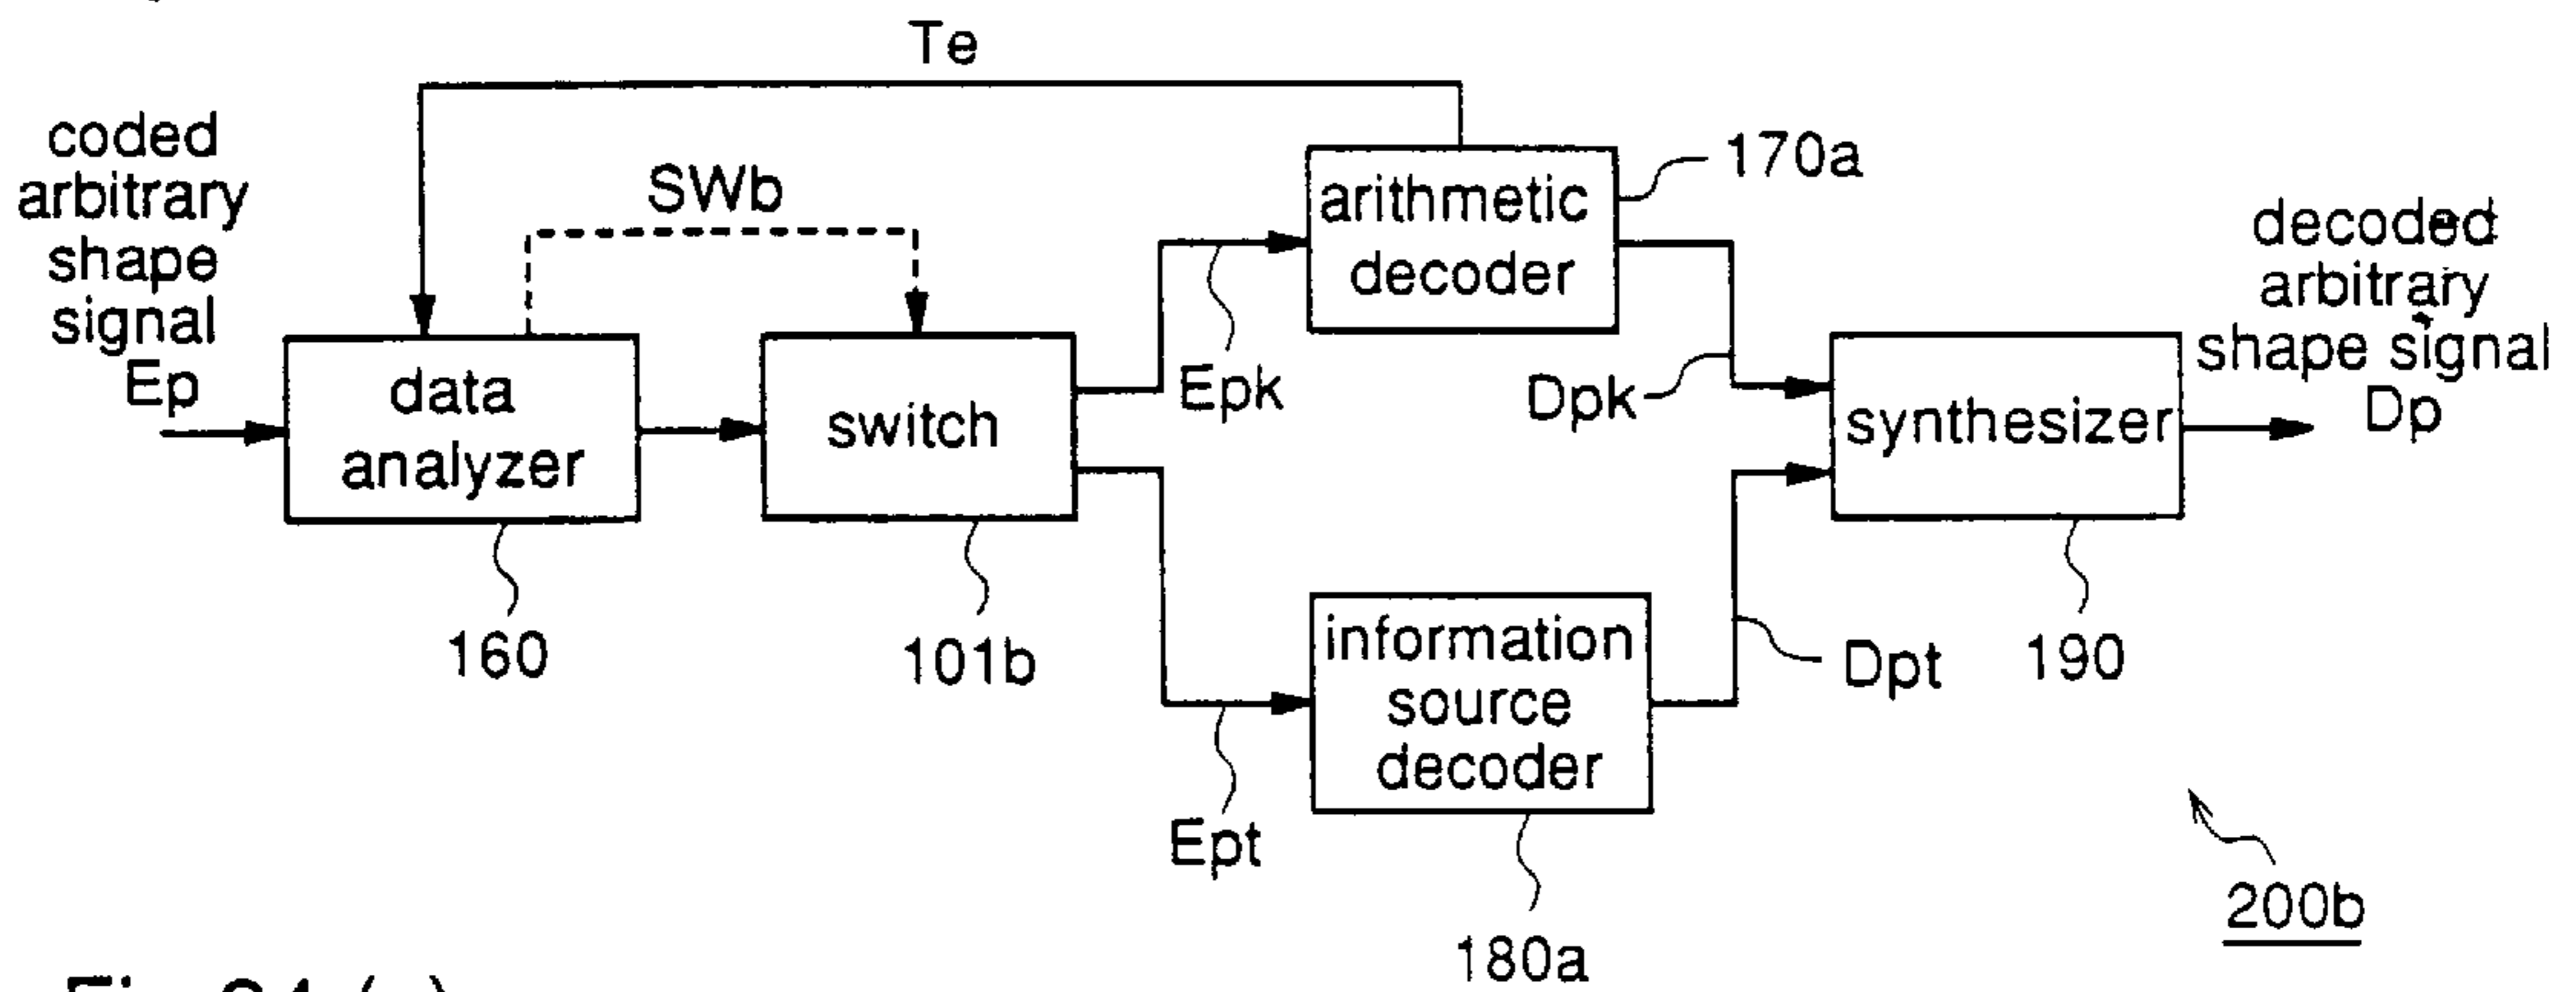 Te
coded
arbitrary
shape
signal
Ep
SWb
data
analyzer
160
switch
101b
Epk
Ept
arithmetic
decoder
170a
Dpk
information
source
decoder
180a
Dpt
synthesizer
190
decoded
arbitrary
shape signal
Dp
200b